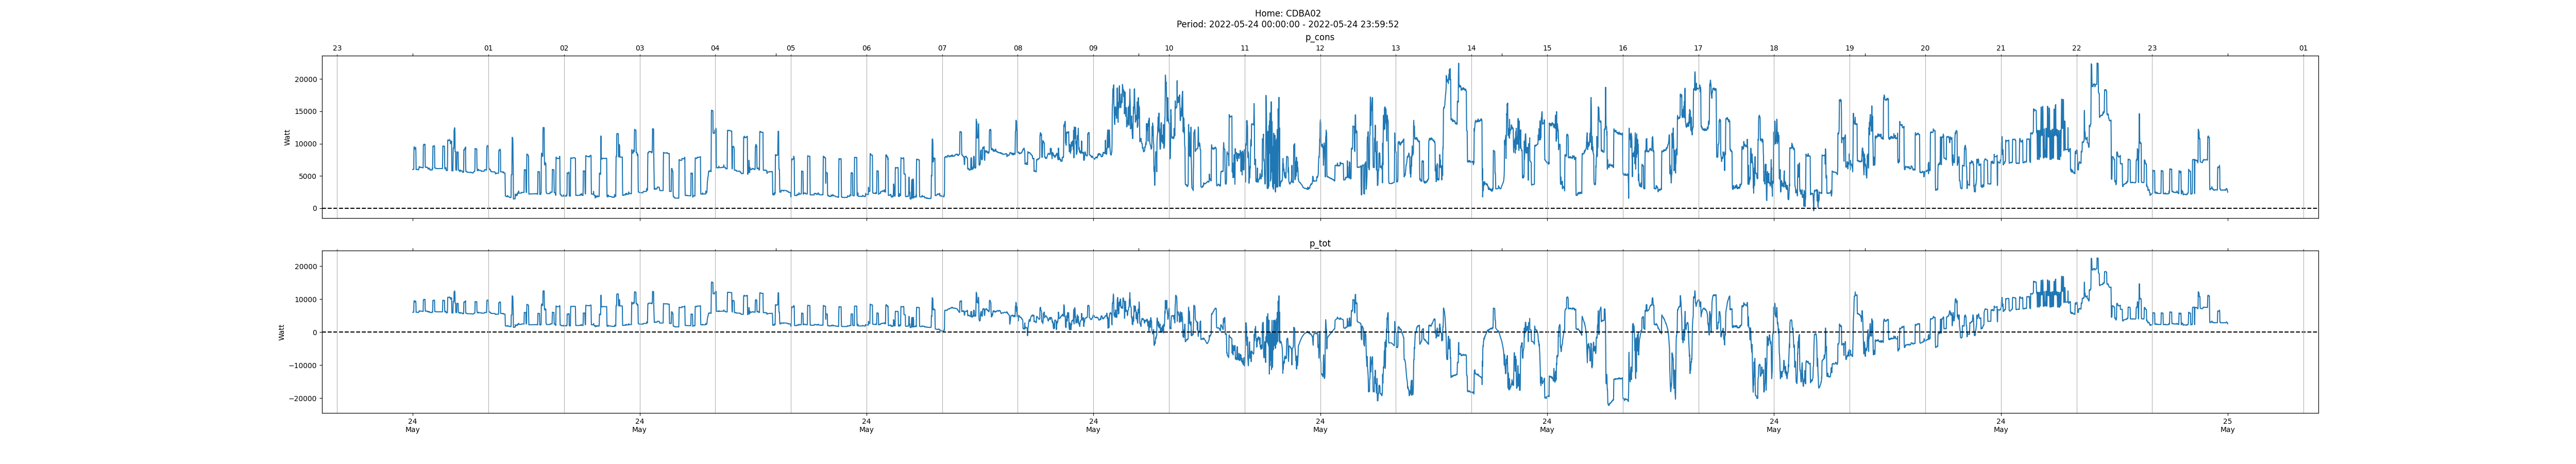 Home: CDBA02
Period: 2022-05-24 00:00:00 - 2022-05-24 23:59:52
p_cons
23 01 02 03 04 05 06 07 08 09 10 11 12 13 14 15 16 17 18 19 20 21 22 23 01
20000
15000
10000
5000
0
Watt
p_tot
20000
10000
0
−10000
−20000
Watt
24 24 24 24 24 24 24 24 25
May May May May May May May May May